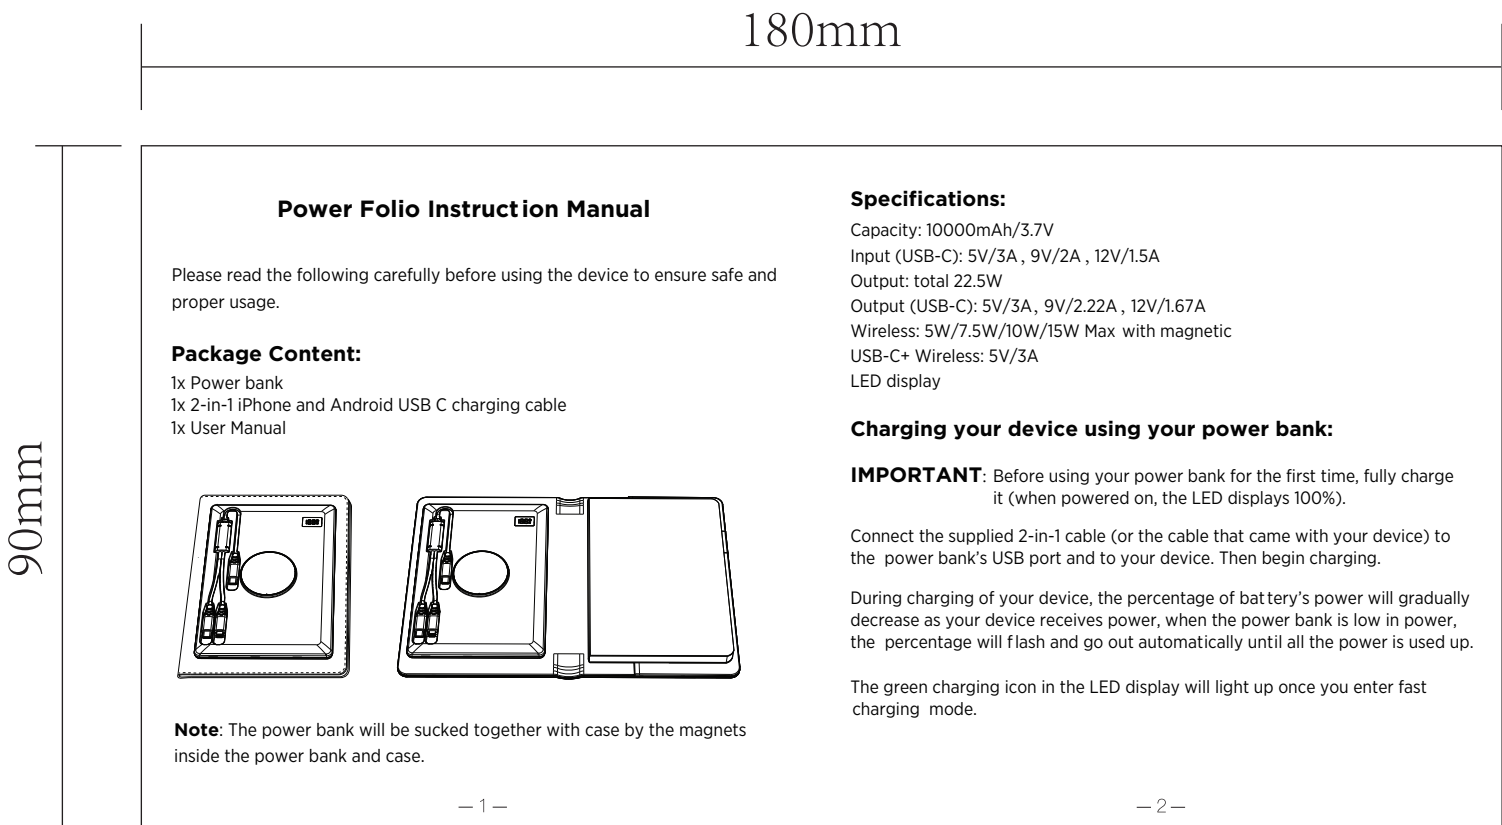 180mm
90mm
Power Folio Instruction Manual
Please read the following carefully before using the device to ensure safe and
proper usage.
Package Content:
1x Power bank
1x 2-in-1 iPhone and Android USB C charging cable
1x User Manual
Note: The power bank will be sucked together with case by the magnets
inside the power bank and case.
— 1 —
Specifications:
Capacity: 10000mAh/3.7V
Input (USB-C): 5V/3A , 9V/2A , 12V/1.5A
Output: total 22.5W
Output (USB-C): 5V/3A , 9V/2.22A , 12V/1.67A
Wireless: 5W/7.5W/10W/15W Max with magnetic
USB-C+ Wireless: 5V/3A
LED display
Charging your device using your power bank:
IMPORTANT: Before using your power bank for the first time, fully charge
it (when powered on, the LED displays 100%).
Connect the supplied 2-in-1 cable (or the cable that came with your device) to
the power bank's USB port and to your device. Then begin charging.
During charging of your device, the percentage of battery's power will gradually
decrease as your device receives power, when the power bank is low in power,
the percentage will flash and go out automatically until all the power is used up.
The green charging icon in the LED display will light up once you enter fast
charging mode.
— 2 —